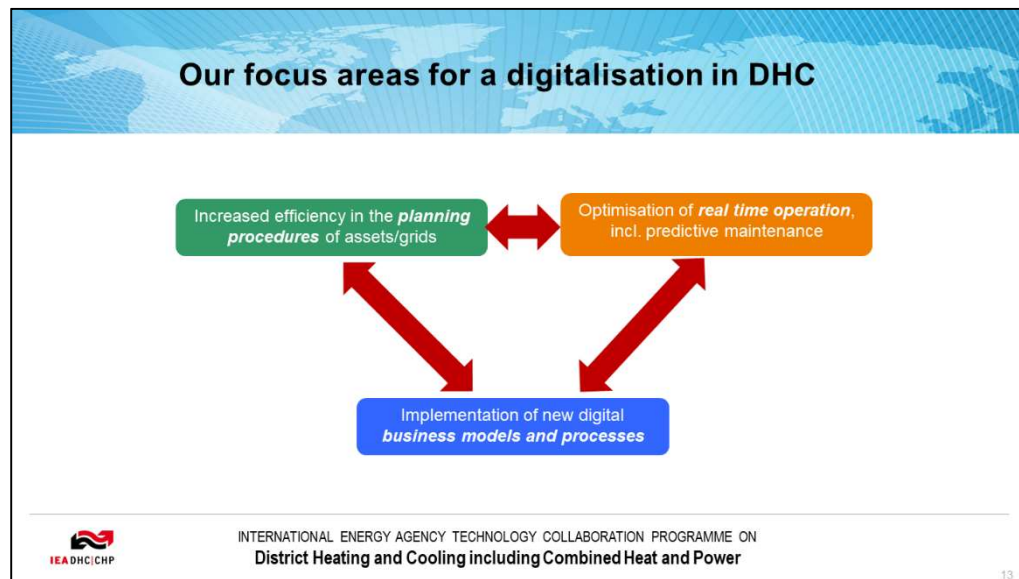 Our focus areas for a digitalisation in DHC
Increased efficiency in the planning
procedures of assets/grids
Optimisation of real time operation,
incl. predictive maintenance
Implementation of new digital
business models and processes
IEA DHC|CHP
INTERNATIONAL ENERGY AGENCY TECHNOLOGY COLLABORATION PROGRAMME ON
District Heating and Cooling including Combined Heat and Power
13